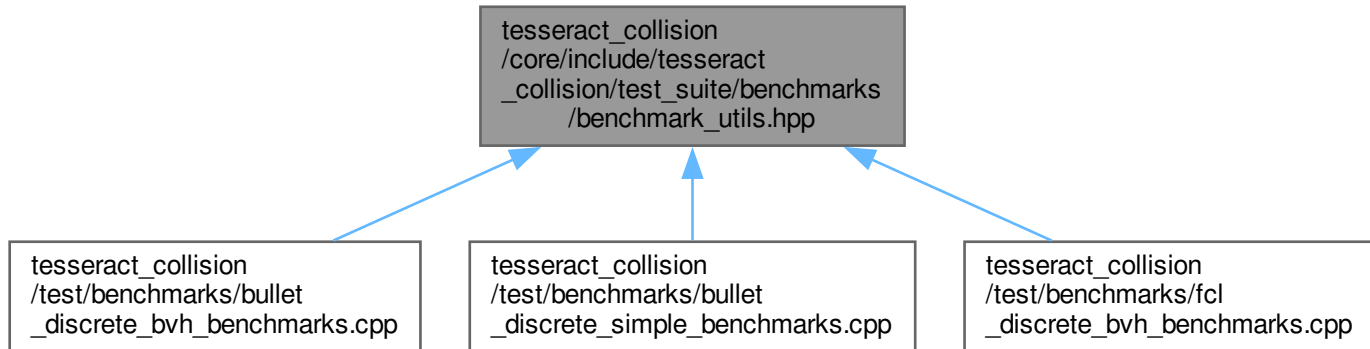 tesseract_collision
/core/include/tesseract
_collision/test_suite/benchmarks
/benchmark_utils.hpp
tesseract_collision
/test/benchmarks/bullet
_discrete_bvh_benchmarks.cpp
tesseract_collision
/test/benchmarks/bullet
_discrete_simple_benchmarks.cpp
tesseract_collision
/test/benchmarks/fcl
_discrete_bvh_benchmarks.cpp